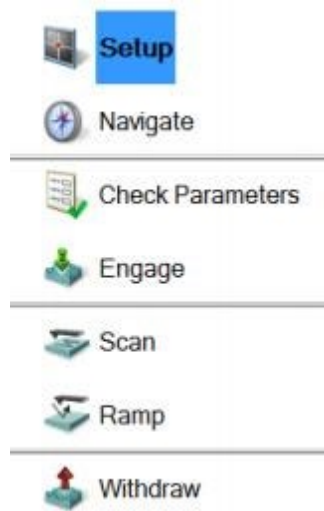 Setup
Navigate
Check Parameters
Engage
Scan
Ramp
Withdraw